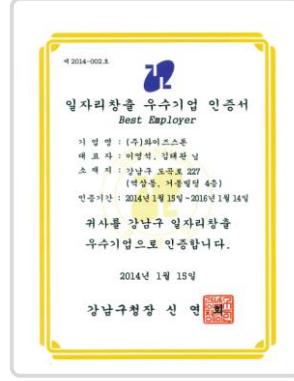 제 2014-002호
일자리창출 우수기업 인증서
Best Employer
기 업 명 : (주)와이즈스톤
대 표 자 : 이영석, 김태환 님
소 재 지 : 강남구 도곡로 227
(역삼동, 거봉빌딩 4층)
인증기간 : 2014년 1월 15일~2016년 1월 14일
귀사를 강남구 일자리창출
우수기업으로 인증합니다.
2014년 1월 15일
강남구청장 신 연 희